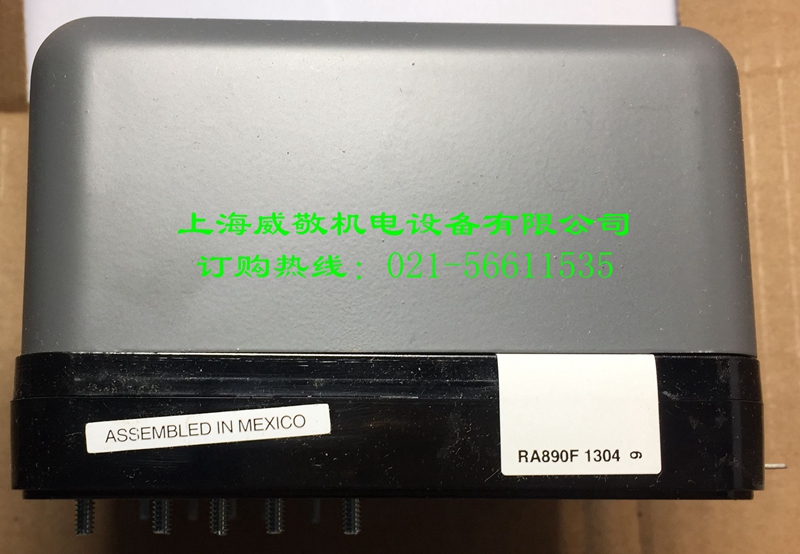 上海威敬机电设备有限公司
订购热线：021-56611535
ASSEMBLED IN MEXICO
RA890F 1304 9